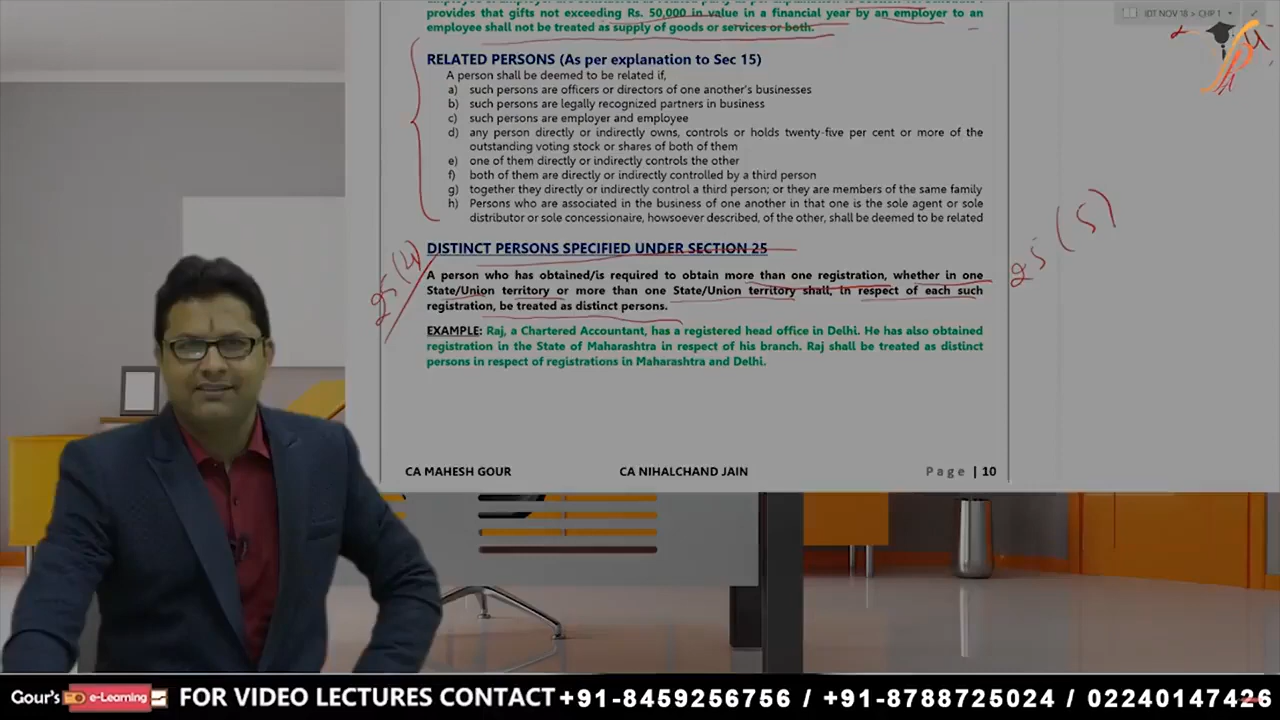 provides that gifts not exceeding Rs. 50,000 in value in a financial year by an employer to an
employee shall not be treated as supply of goods or services or both.
IDT NOV 18 > CHP 1
RELATED PERSONS (As per explanation to Sec 15)
A person shall be deemed to be related if,
a) such persons are officers or directors of one another's businesses
b) such persons are legally recognized partners in business
c) such persons are employer and employee
d) any person directly or indirectly owns, controls or holds twenty-five per cent or more of the
outstanding voting stock or shares of both of them
e) one of them directly or indirectly controls the other
f) both of them are directly or indirectly controlled by a third person
g) together they directly or indirectly control a third person; or they are members of the same family
h) Persons who are associated in the business of one another in that one is the sole agent or sole
distributor or sole concessionaire, howsoever described, of the other, shall be deemed to be related
25(4)
DISTINCT PERSONS SPECIFIED UNDER SECTION 25
25(5)
A person who has obtained/is required to obtain more than one registration, whether in one
State/Union territory or more than one State/Union territory shall, in respect of each such
registration, be treated as distinct persons.
EXAMPLE: Raj, a Chartered Accountant, has a registered head office in Delhi. He has also obtained
registration in the State of Maharashtra in respect of his branch. Raj shall be treated as distinct
persons in respect of registrations in Maharashtra and Delhi.
CA MAHESH GOUR CA NIHALCHAND JAIN Page | 10
Gour's e-Learning FOR VIDEO LECTURES CONTACT +91-8459256756 / +91-8788725024 / 02240147426